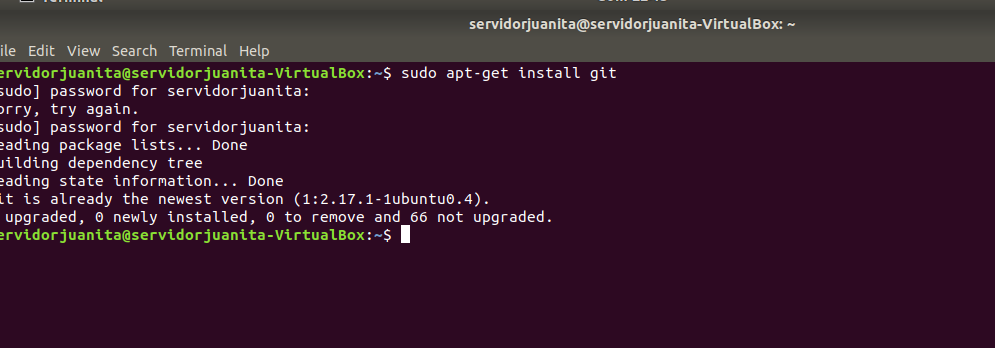 Terminal
servidorjuanita@servidorjuanita-VirtualBox: ~
ile Edit View Search Terminal Help
ervidorjuanita@servidorjuanita-VirtualBox:~$ sudo apt-get install git
sudo] password for servidorjuanita:
orry, try again.
sudo] password for servidorjuanita:
eading package lists... Done
uilding dependency tree
eading state information... Done
it is already the newest version (1:2.17.1-1ubuntu0.4).
upgraded, 0 newly installed, 0 to remove and 66 not upgraded.
ervidorjuanita@servidorjuanita-VirtualBox:~$